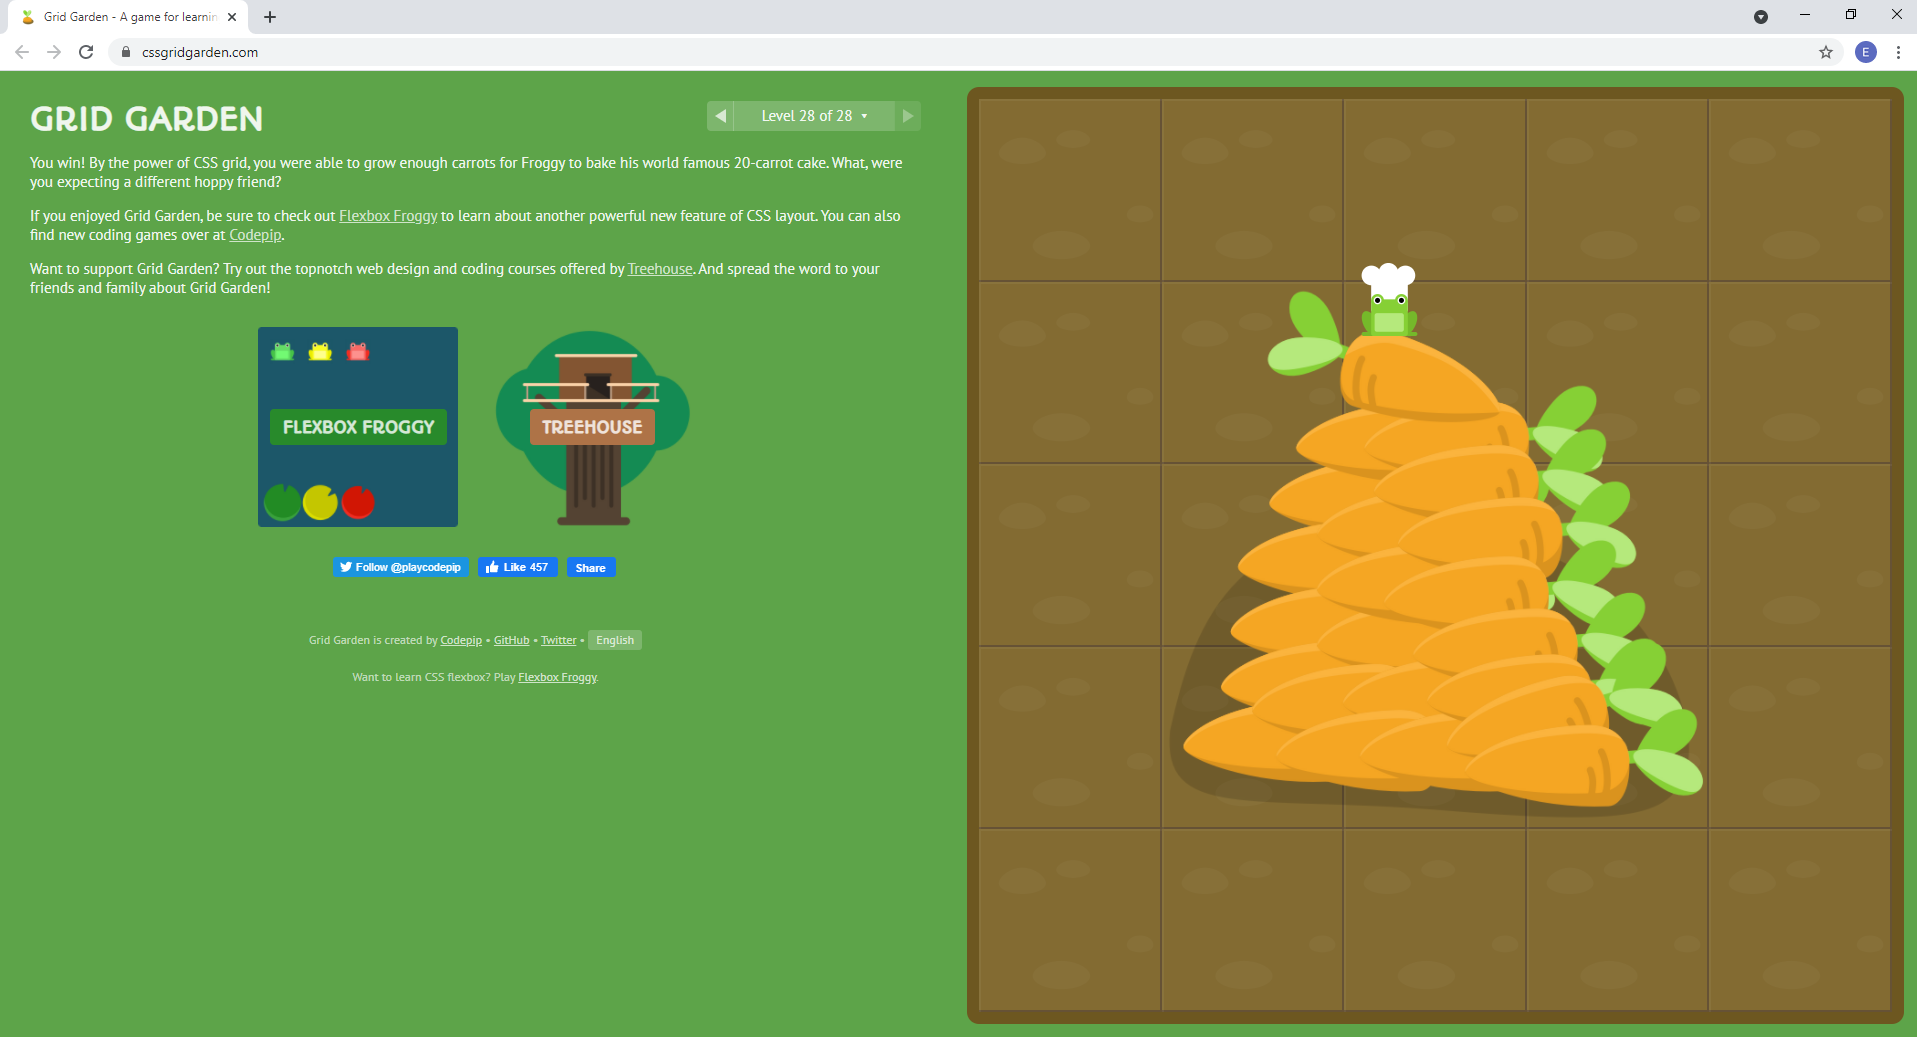 Grid Garden - A game for learnin
cssgridgarden.com
E
GRID GARDEN
Level 28 of 28
You win! By the power of CSS grid, you were able to grow enough carrots for Froggy to bake his world famous 20-carrot cake. What, were
you expecting a different hoppy friend?
If you enjoyed Grid Garden, be sure to check out Flexbox Froggy to learn about another powerful new feature of CSS layout. You can also
find new coding games over at Codepip.
Want to support Grid Garden? Try out the topnotch web design and coding courses offered by Treehouse. And spread the word to your
friends and family about Grid Garden!
FLEXBOX FROGGY
TREEHOUSE
Follow @playcodepip
Like 457
Share
Grid Garden is created by Codepip • GitHub • Twitter • English
Want to learn CSS flexbox? Play Flexbox Froggy.